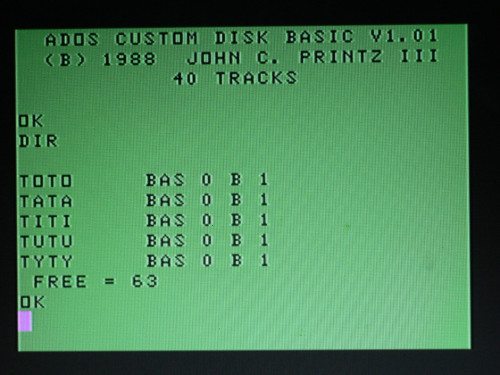 ADOS CUSTOM DISK BASIC V1.01
(B) 1988  JOHN C. PRINTZ III
40 TRACKS
OK
DIR
TOTO     BAS 0 B 1
TATA     BAS 0 B 1
TITI     BAS 0 B 1
TUTU     BAS 0 B 1
TYTY     BAS 0 B 1
FREE = 63
OK